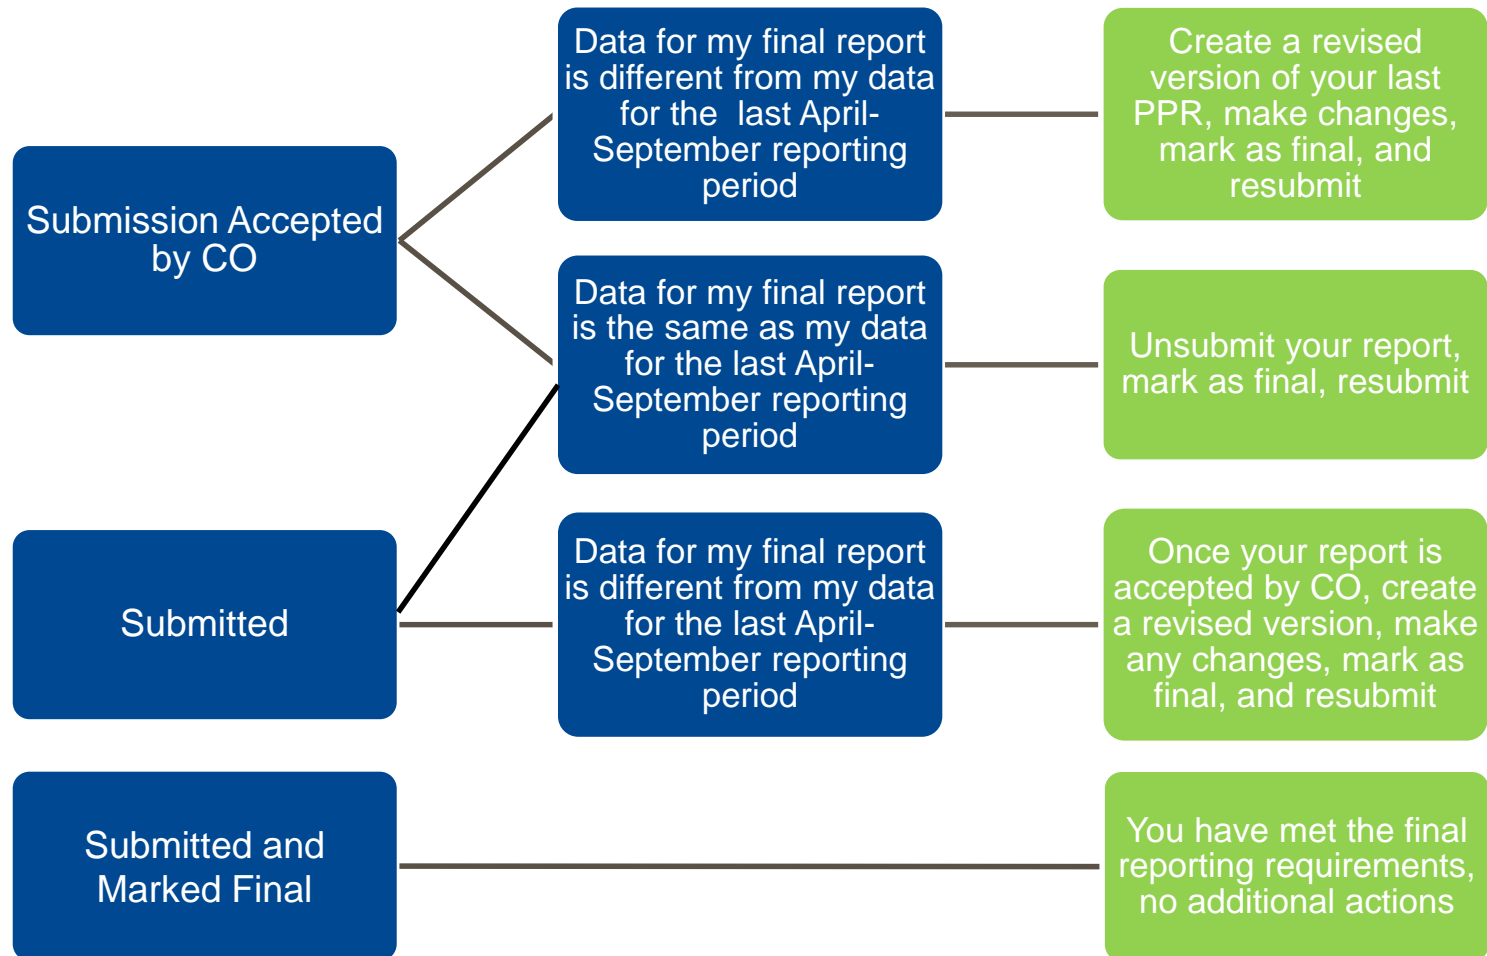 Submission Accepted
by CO
Data for my final report
is different from my data
for the last April-
September reporting
period
Create a revised
version of your last
PPR, make changes,
mark as final, and
resubmit
Data for my final report
is the same as my data
for the last April-
September reporting
period
Unsubmit your report,
mark as final, resubmit
Submitted
Data for my final report
is different from my data
for the last April-
September reporting
period
Once your report is
accepted by CO, create
a revised version, make
any changes, mark as
final, and resubmit
Submitted and
Marked Final
You have met the final
reporting requirements,
no additional actions